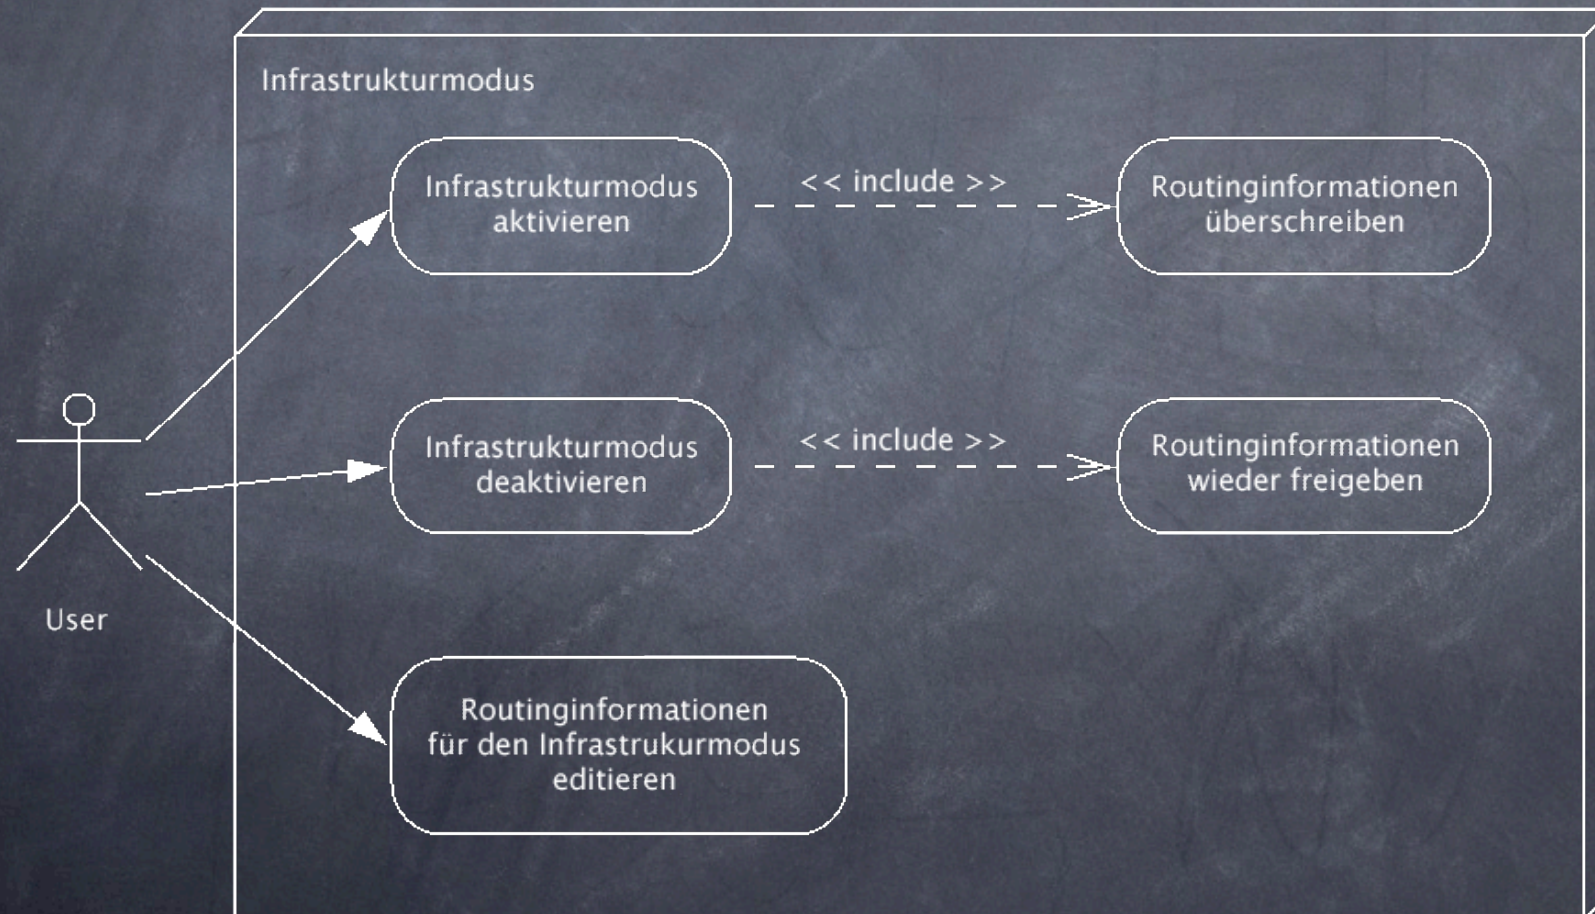 Infrastrukturmodus
Infrastrukturmodus
aktivieren
<< include >>
Routinginformationen
überschreiben
Infrastrukturmodus
deaktivieren
<< include >>
Routinginformationen
wieder freigeben
User
Routinginformationen
für den Infrastrukurmodus
editieren